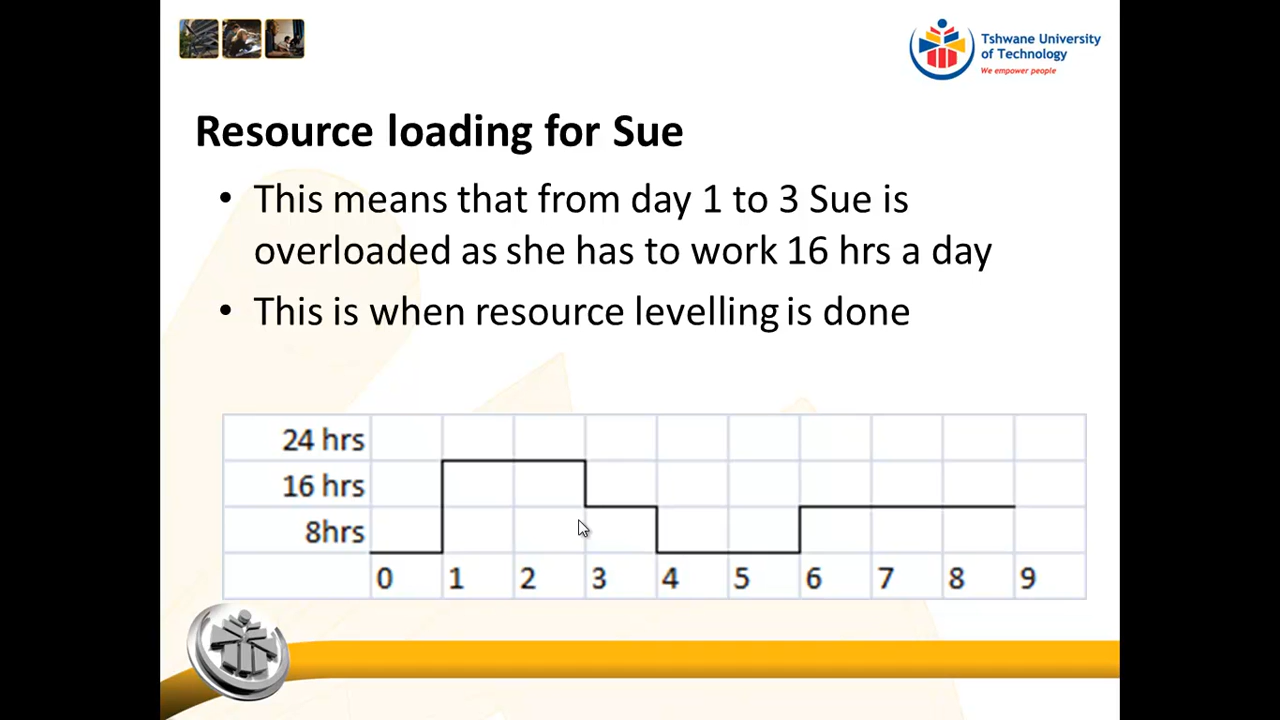 Tshwane University
of Technology
We empower people
Resource loading for Sue
• This means that from day 1 to 3 Sue is
overloaded as she has to work 16 hrs a day
• This is when resource levelling is done
24 hrs
16 hrs
8hrs
0 1 2 3 4 5 6 7 8 9